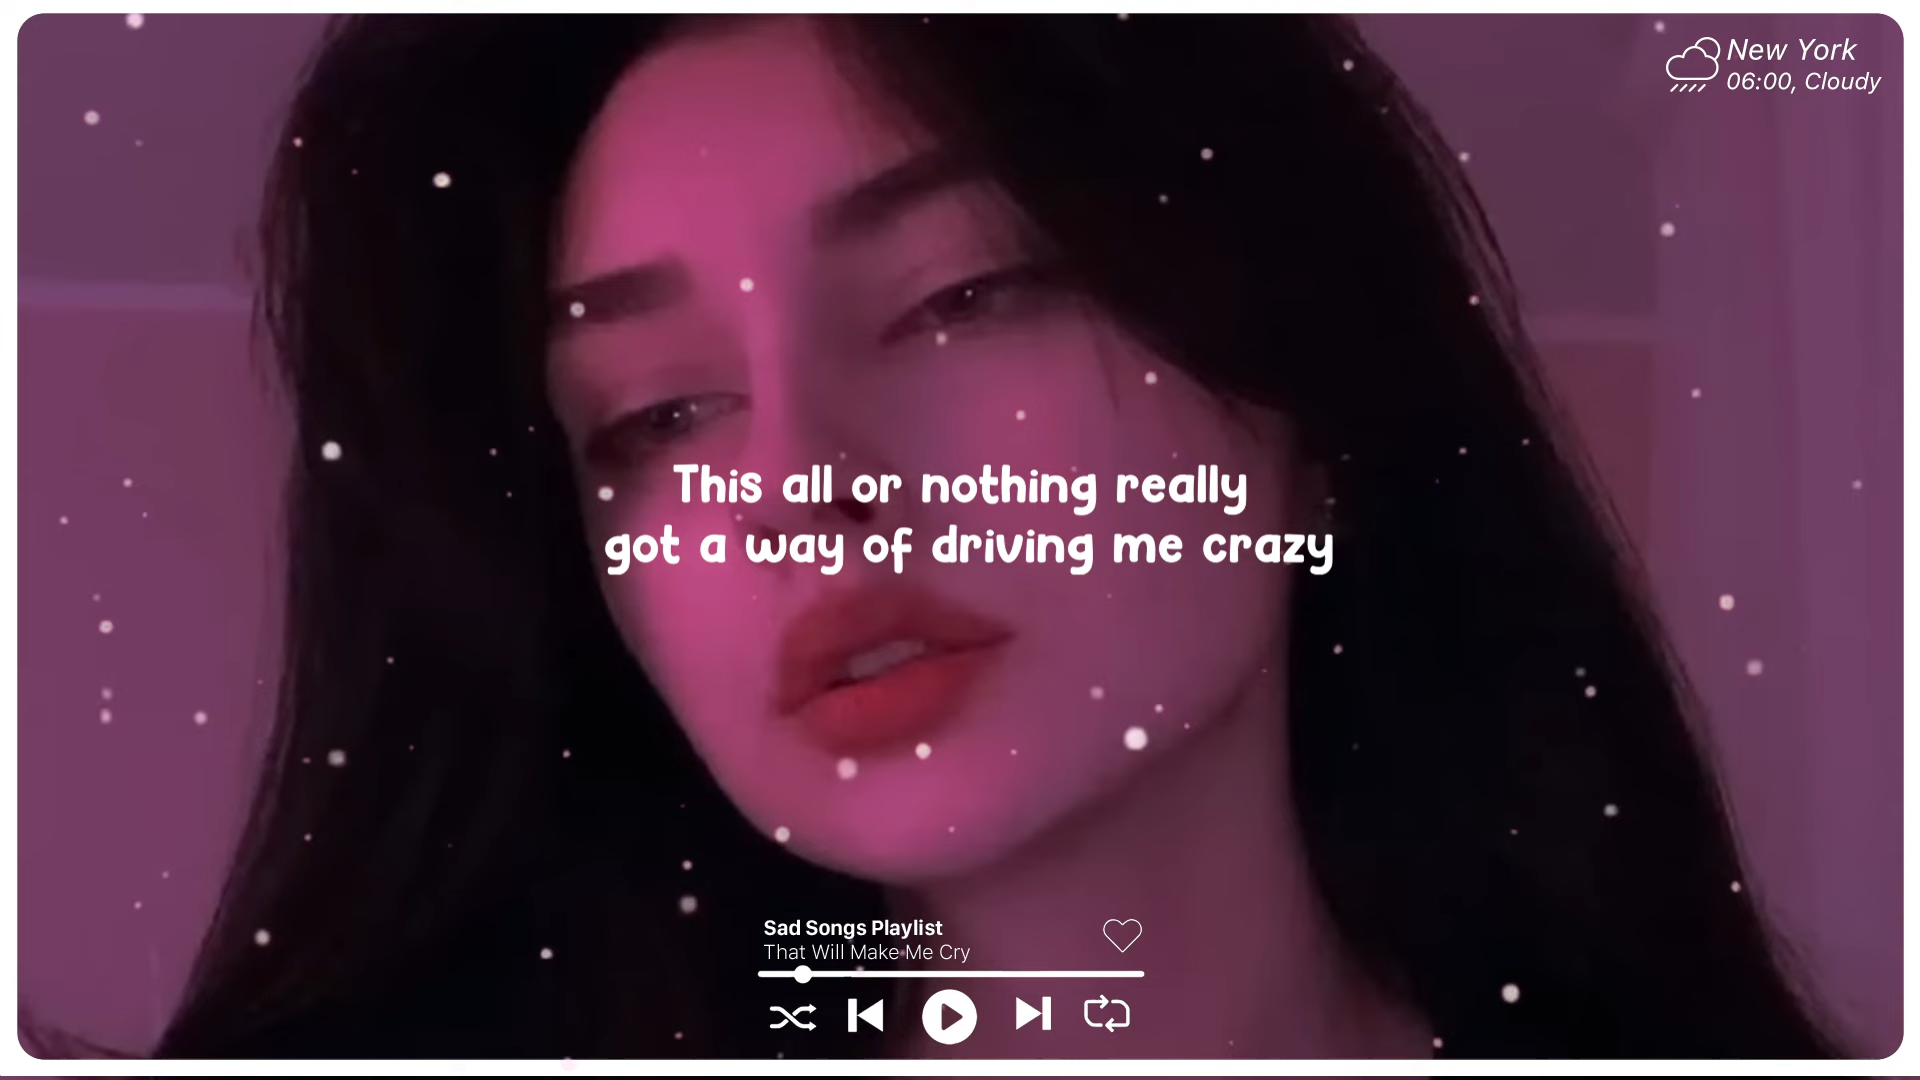 New York
06:00, Cloudy
This all or nothing really
got a way of driving me crazy
Sad Songs Playlist
That Will Make Me Cry